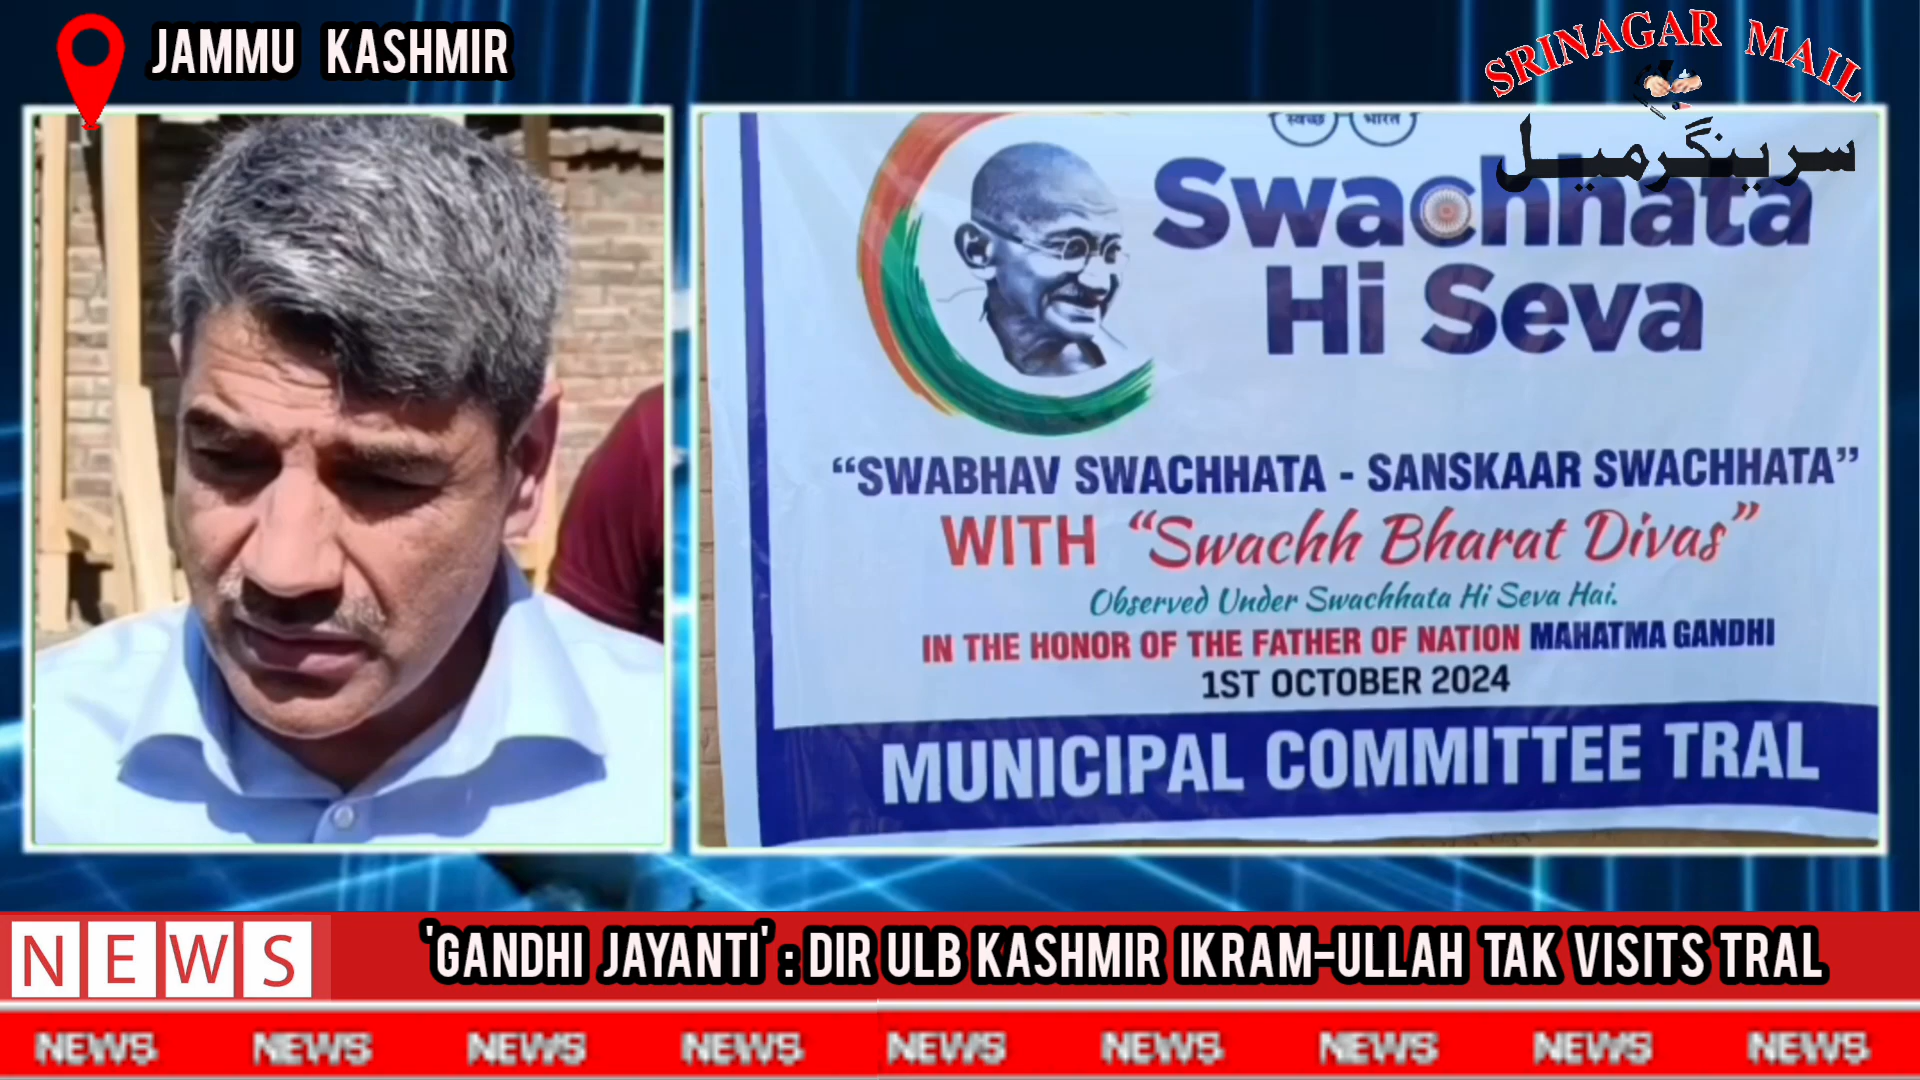 JAMMU KASHMIR
SRINAGAR MAIL
سرینگرمیل
स्वच्छ भारत
Swachhata
Hi Seva
“SWABHAV SWACHHATA - SANSKAAR SWACHHATA”
WITH “Swachh Bharat Divas”
Observed Under Swachhata Hi Seva Hai.
IN THE HONOR OF THE FATHER OF NATION MAHATMA GANDHI
1ST OCTOBER 2024
MUNICIPAL COMMITTEE TRAL
NEWS
'GANDHI JAYANTI' : DIR ULB KASHMIR IKRAM-ULLAH TAK VISITS TRAL
NEWS NEWS NEWS NEWS NEWS NEWS NEWS NEWS NEWS